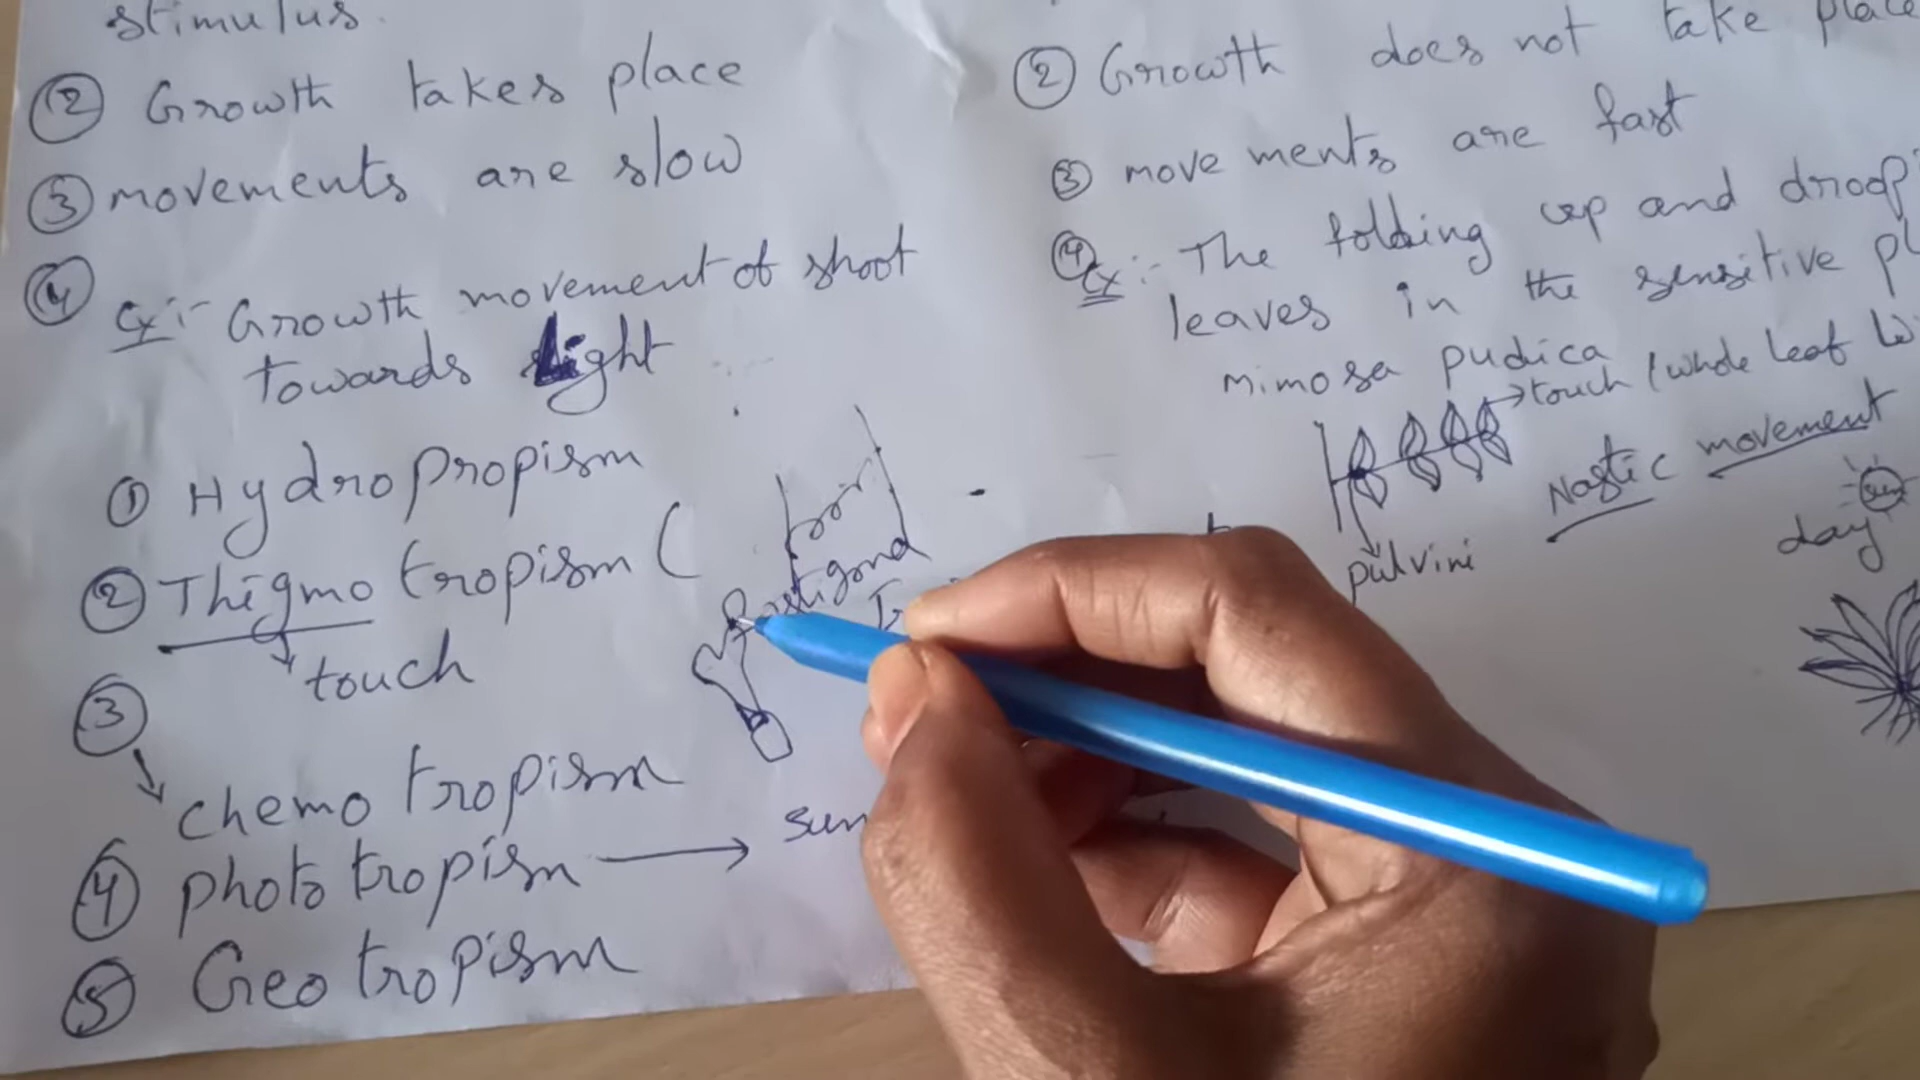 stimulus.
② Growth takes place
③ movements are slow
④ Ex:- Growth movement of shoot
towards Light
① Hydropropism
② Thigmo tropism (
touch
③
chemo tropism
④ photo tropism → sun
⑤ Geo tropism
② Growth does not take place
③ movements are fast
④ Ex:- The folding up and droopi
leaves in the sensitive pl
mimosa pudica
→ touch (whole leaf
pulvini
Nastic movement
sun
day